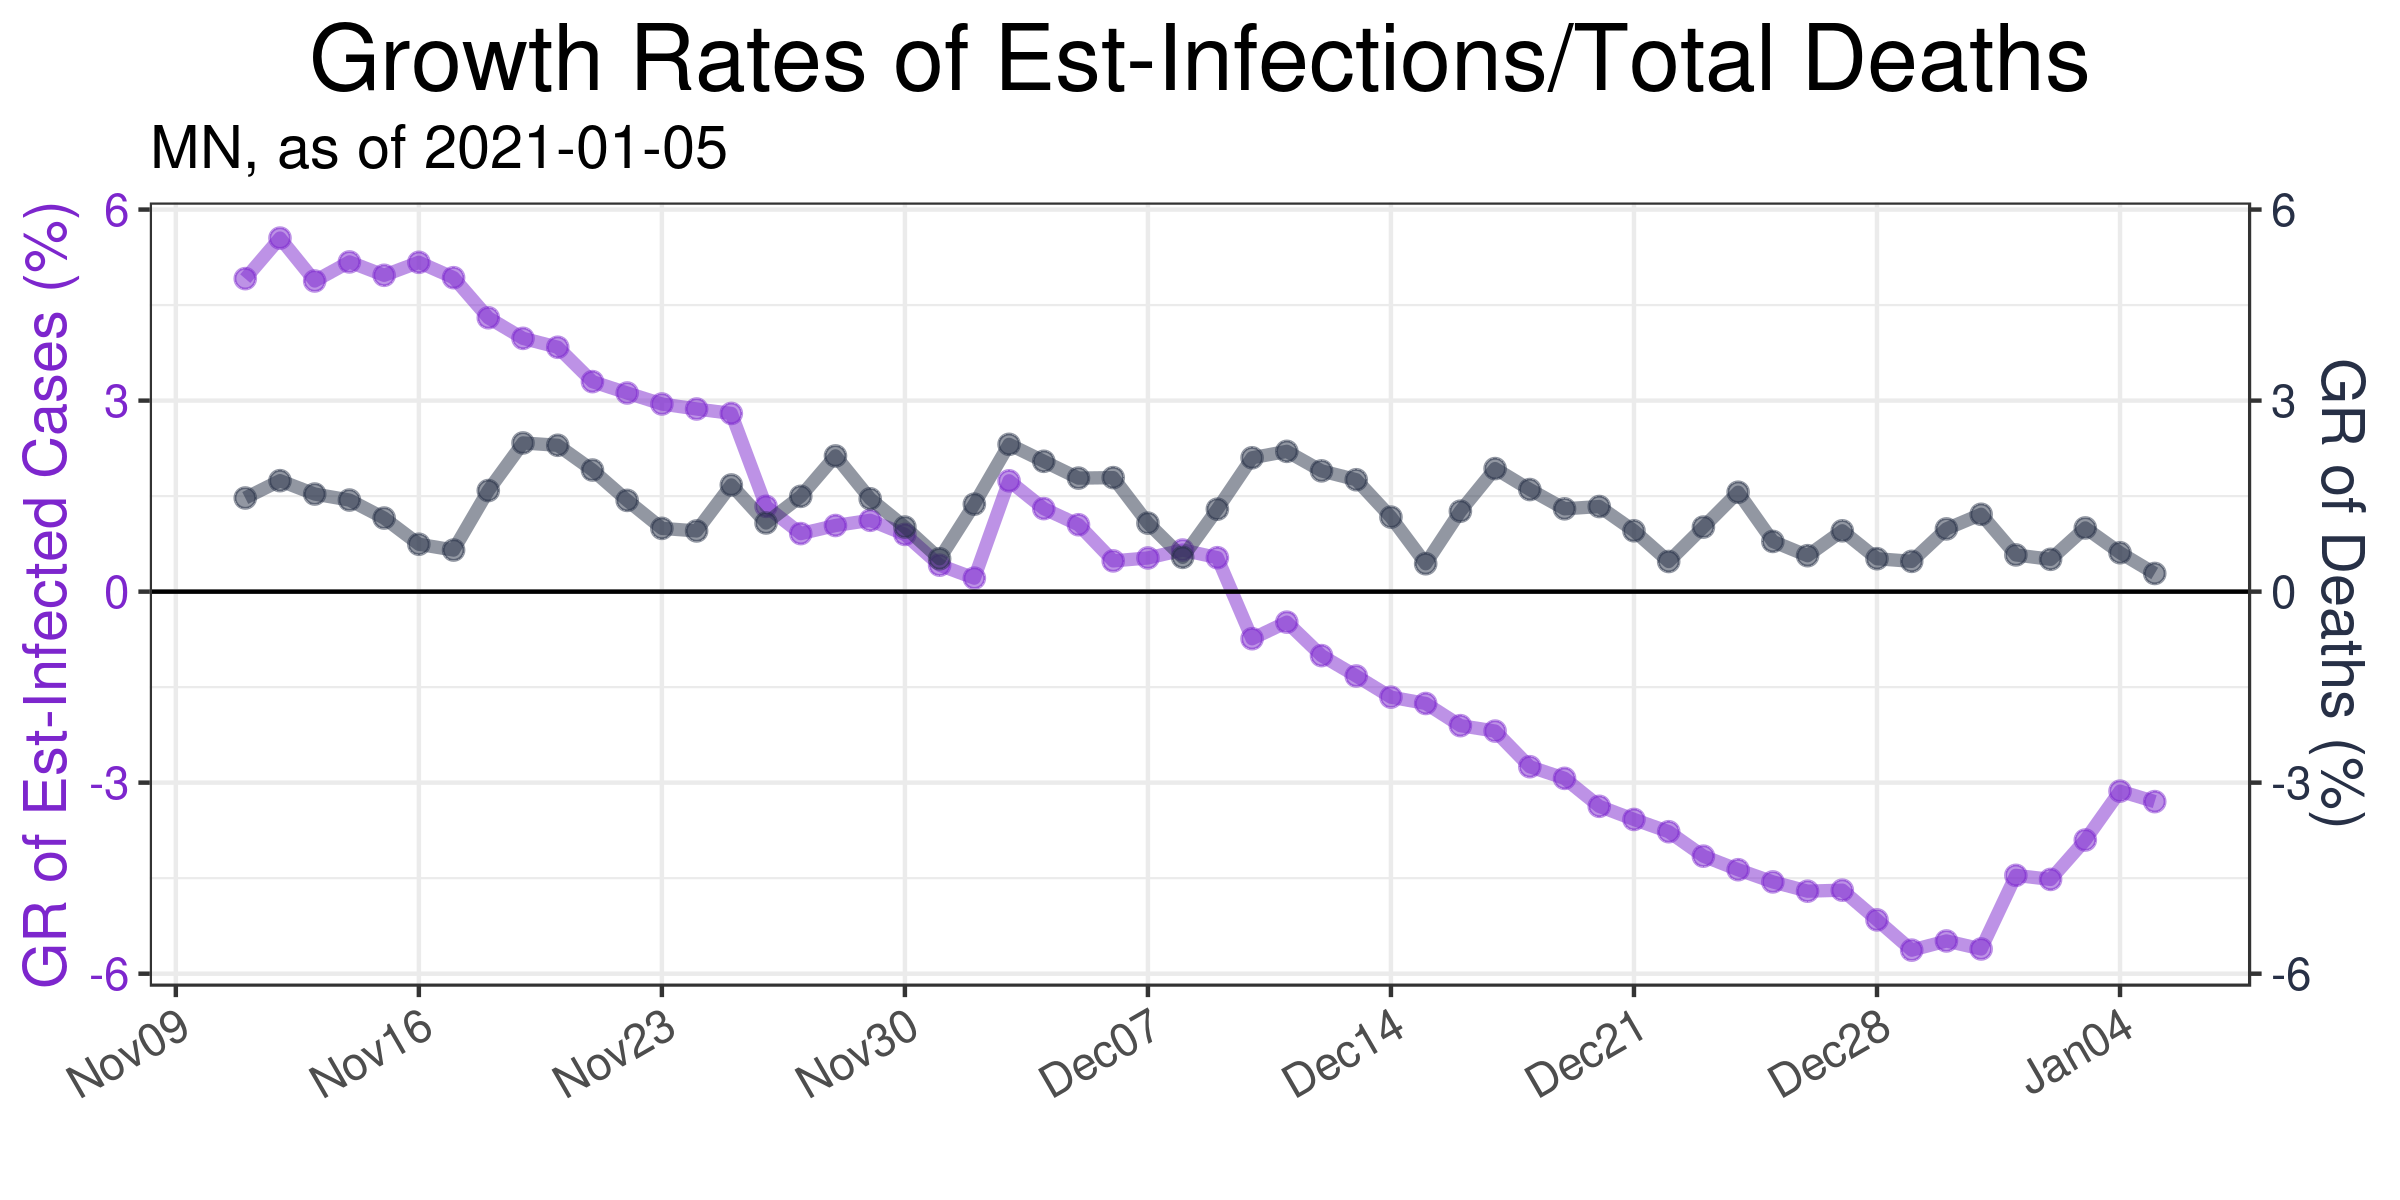 Growth Rates of Est-Infections/Total Deaths
MN, as of 2021-01-05
GR of Est-Infected Cases (%)
6
3
0
-3
-6
6
3
0
-3
-6
GR of Deaths (%)
Nov09
Nov16
Nov23
Nov30
Dec07
Dec14
Dec21
Dec28
Jan04